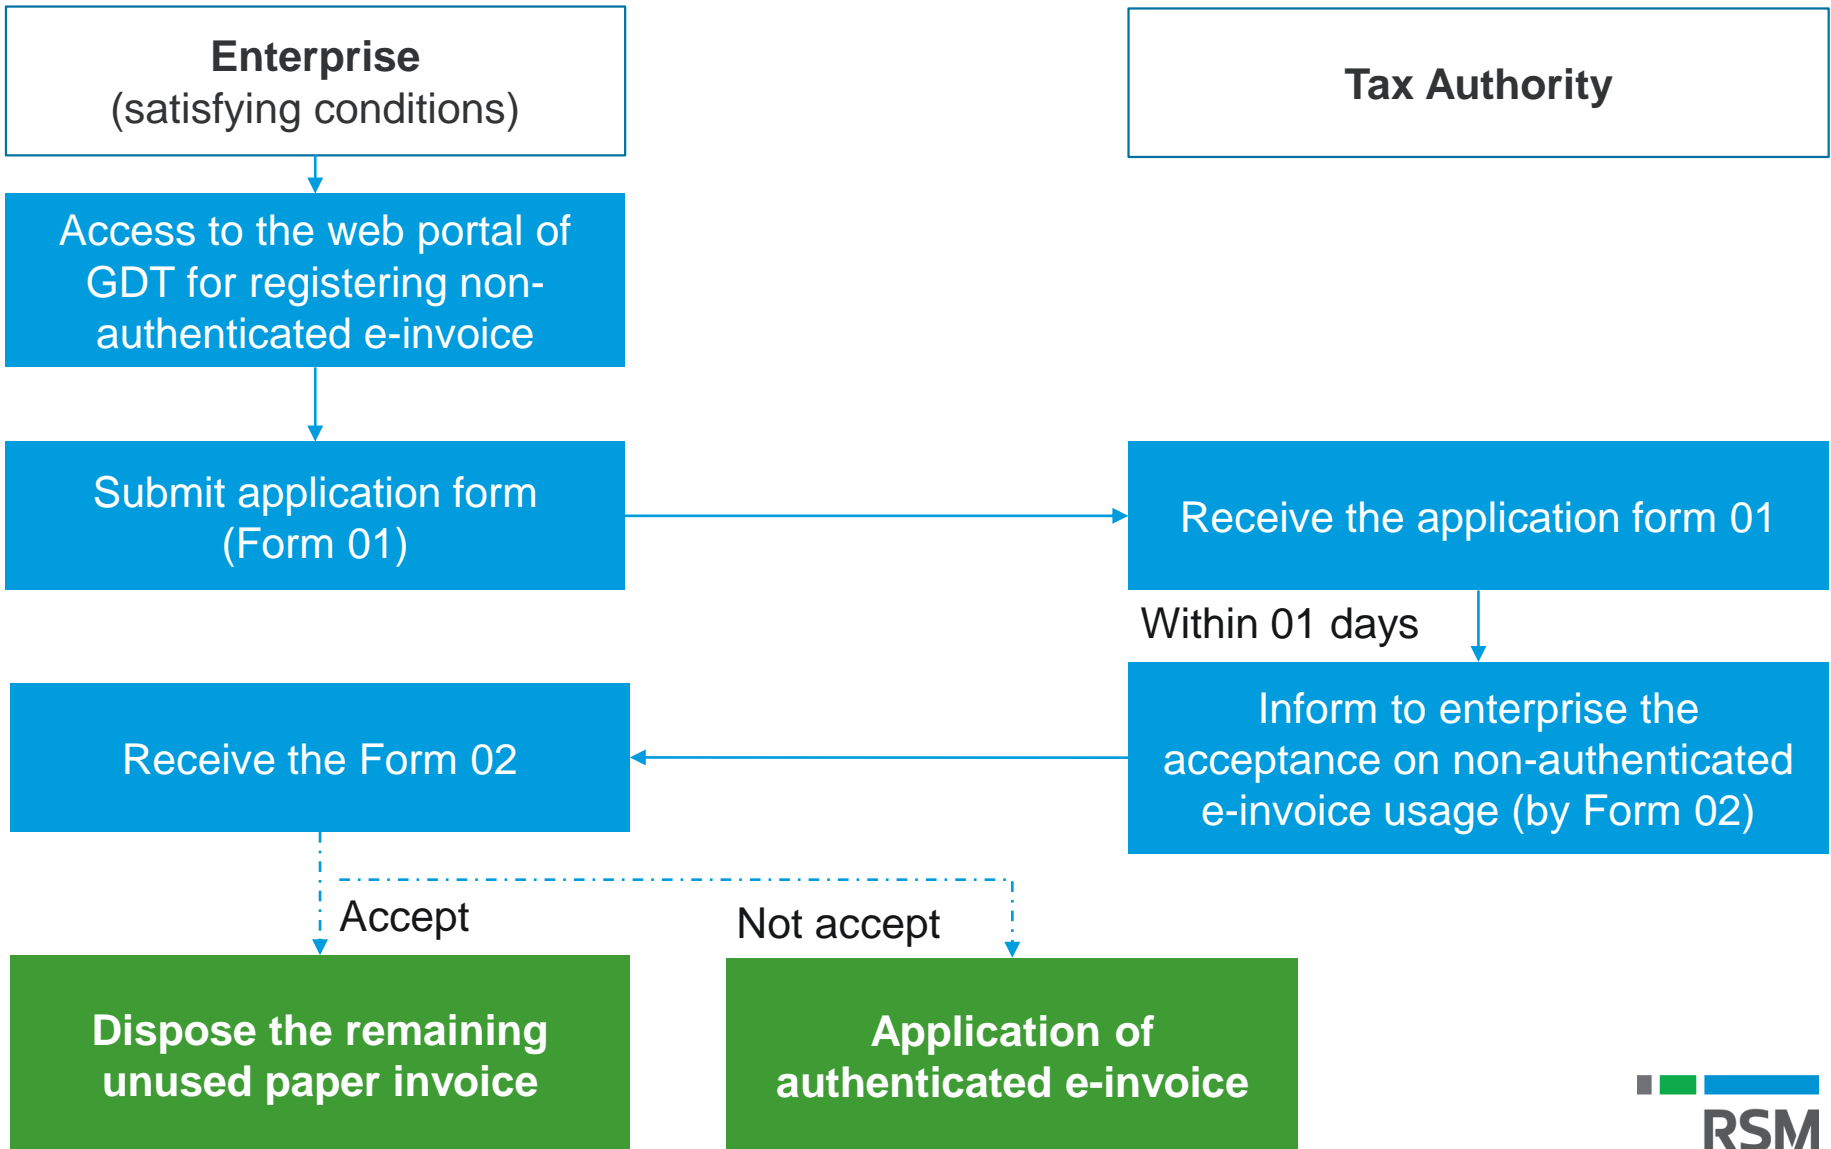 Enterprise
(satisfying conditions)
Tax Authority
Access to the web portal of
GDT for registering non-
authenticated e-invoice
Submit application form
(Form 01)
Receive the application form 01
Within 01 days
Inform to enterprise the
acceptance on non-authenticated
e-invoice usage (by Form 02)
Receive the Form 02
Accept
Not accept
Dispose the remaining
unused paper invoice
Application of
authenticated e-invoice
RSM